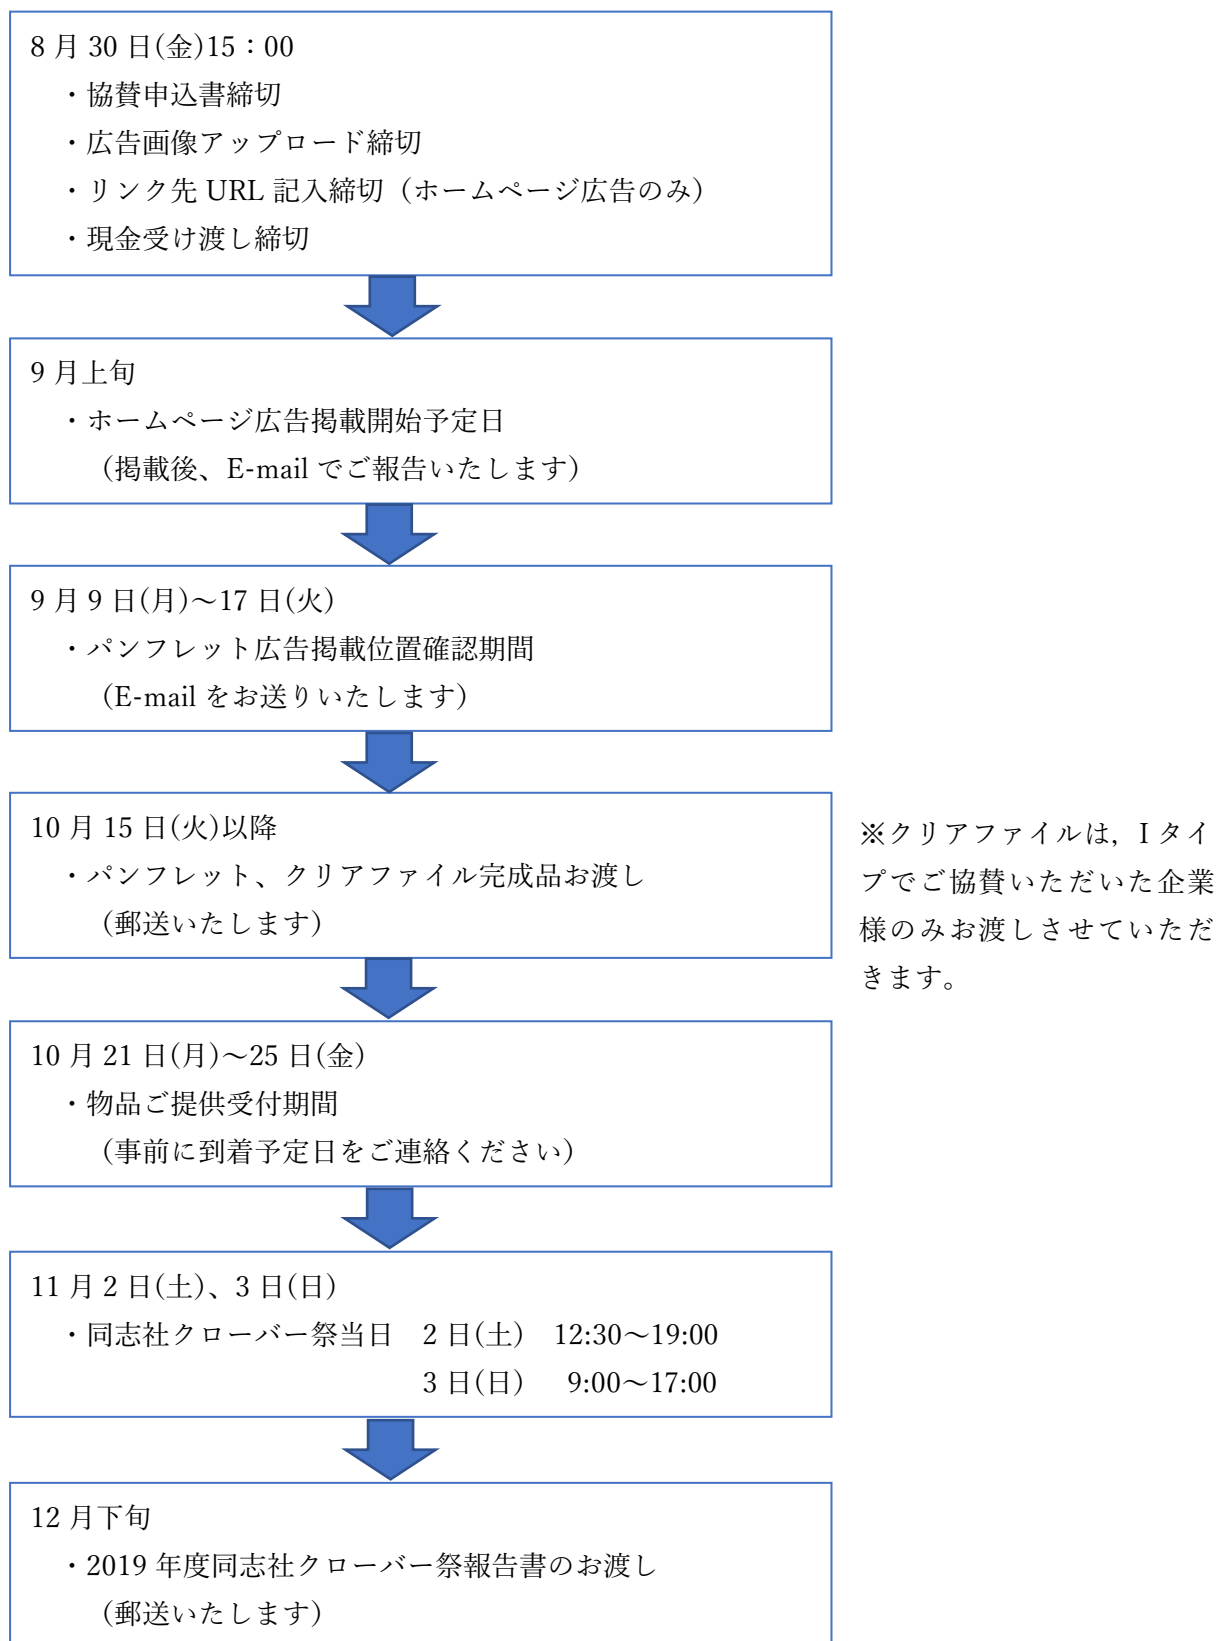 8 月 30 日(金)15：00
・協賛申込書締切
・広告画像アップロード締切
・リンク先 URL 記入締切（ホームページ広告のみ）
・現金受け渡し締切
9 月上旬
・ホームページ広告掲載開始予定日
（掲載後、E-mail でご報告いたします）
9 月 9 日(月)～17 日(火)
・パンフレット広告掲載位置確認期間
（E-mail をお送りいたします）
10 月 15 日(火)以降
・パンフレット、クリアファイル完成品お渡し
（郵送いたします）
※クリアファイルは，I タイ
プでご協賛いただいた企業
様のみお渡しさせていただ
きます。
10 月 21 日(月)～25 日(金)
・物品ご提供受付期間
（事前に到着予定日をご連絡ください）
11 月 2 日(土)、3 日(日)
・同志社クローバー祭当日　2 日(土)　12:30～19:00
3 日(日)　9:00～17:00
12 月下旬
・2019 年度同志社クローバー祭報告書のお渡し
（郵送いたします）